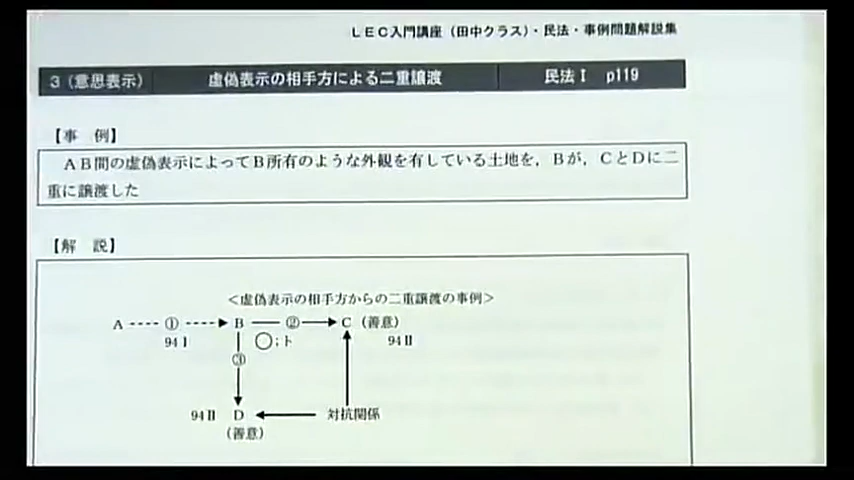 LEC入門講座（田中クラス）・民法・事例問題解説集
3（意思表示） 虚偽表示の相手方による二重譲渡 民法Ⅰ p119
【事 例】
AB間の虚偽表示によってB所有のような外観を有している土地を，Bが，CとDに二
重に譲渡した
【解 説】
＜虚偽表示の相手方からの二重譲渡の事例＞
A ① B ② C（善意）
94Ⅰ ◯；ト 94Ⅱ
③
94Ⅱ D 対抗関係
（善意）